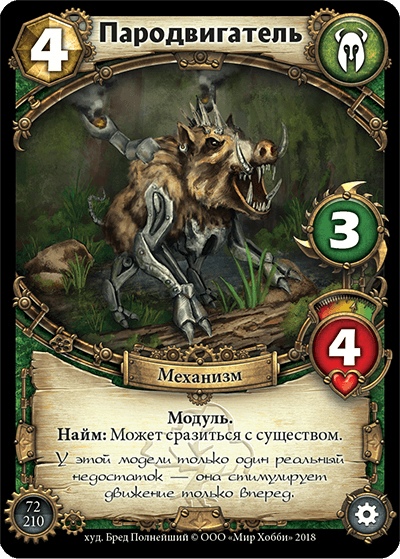 4 Пародвигатель
3
4
Механизм
Модуль.
Найм: Может сразиться с существом.
У этой модели только один реальный
недостаток — она стимулирует
движение только вперед.
72
210
худ. Бред Полнейший © ООО «Мир Хобби» 2018